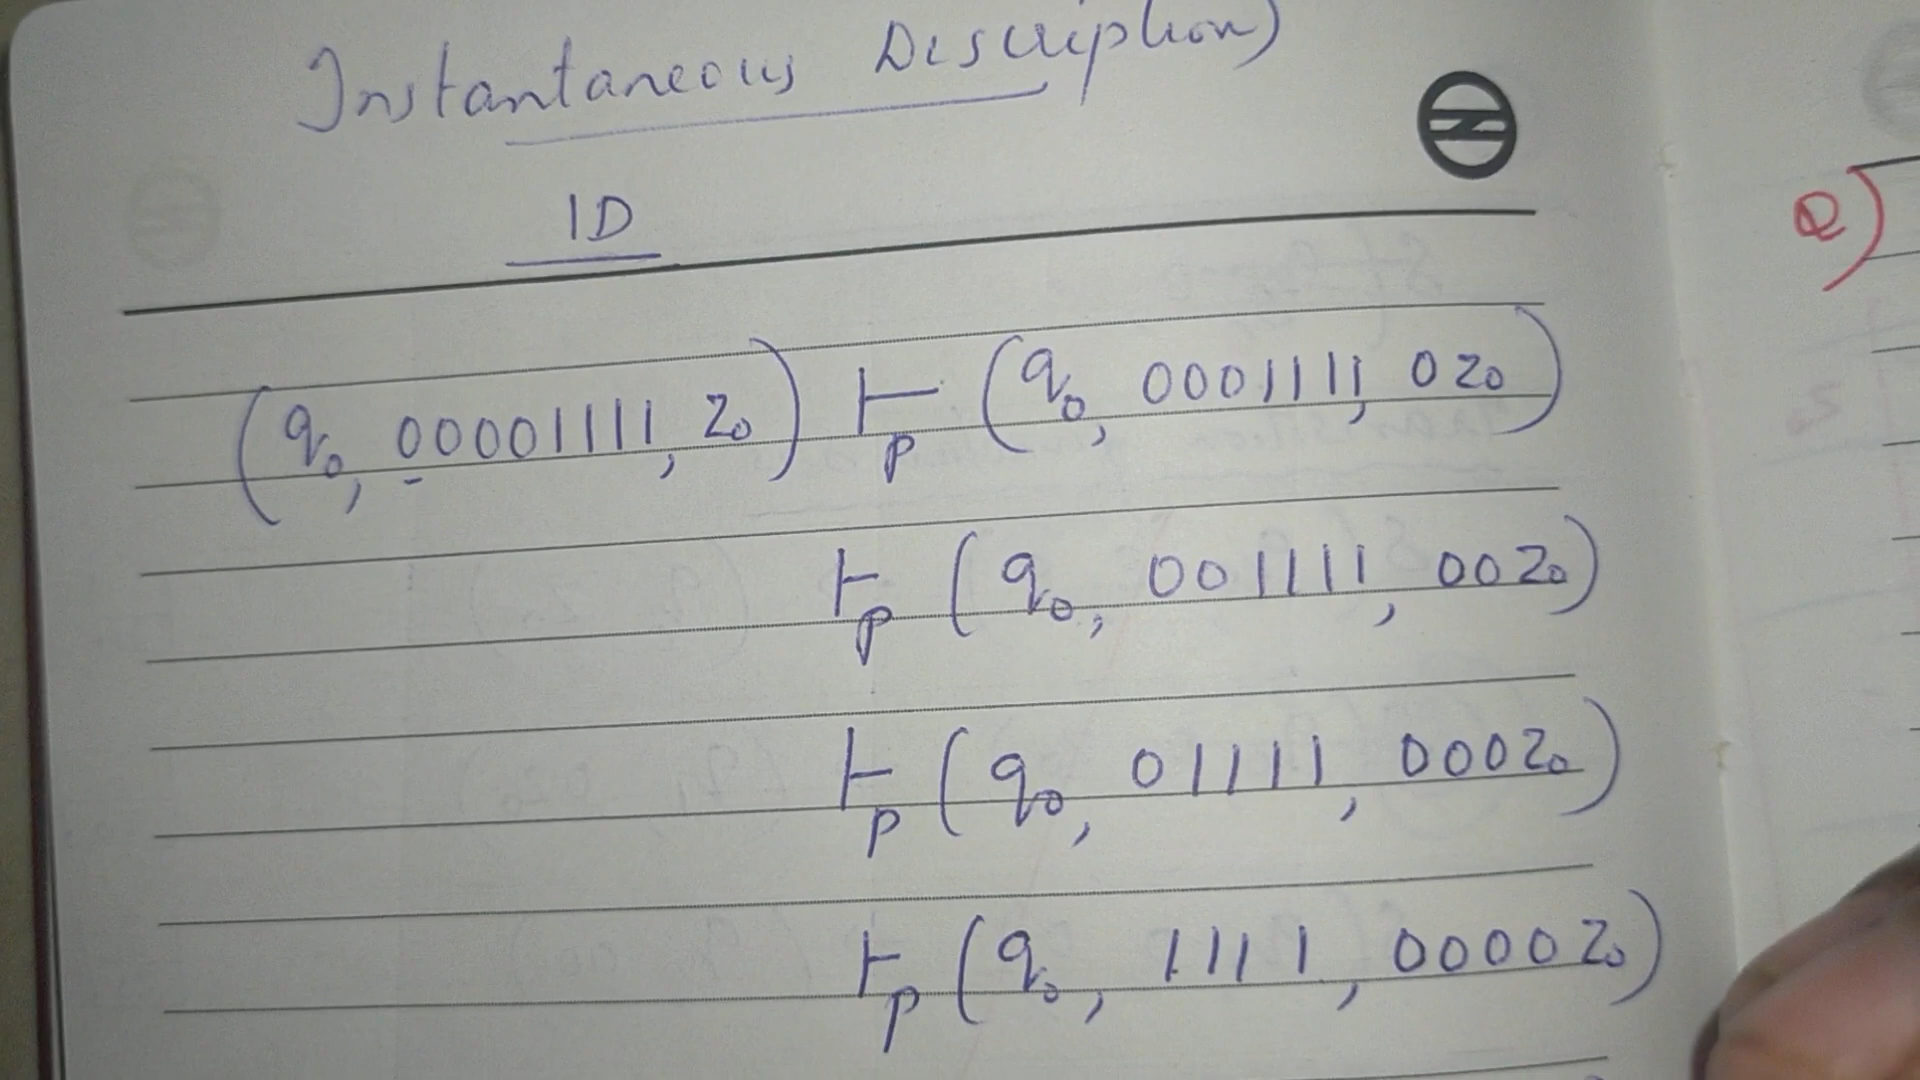 Instantaneous Description)
ID
(q₀, 00001111, Z₀) ⊢p (q₀, 0001111, 0Z₀)
⊢p (q₀, 001111, 00Z₀)
⊢p (q₀, 01111, 000Z₀)
⊢p (q₀, 1111, 0000Z₀)
Q)